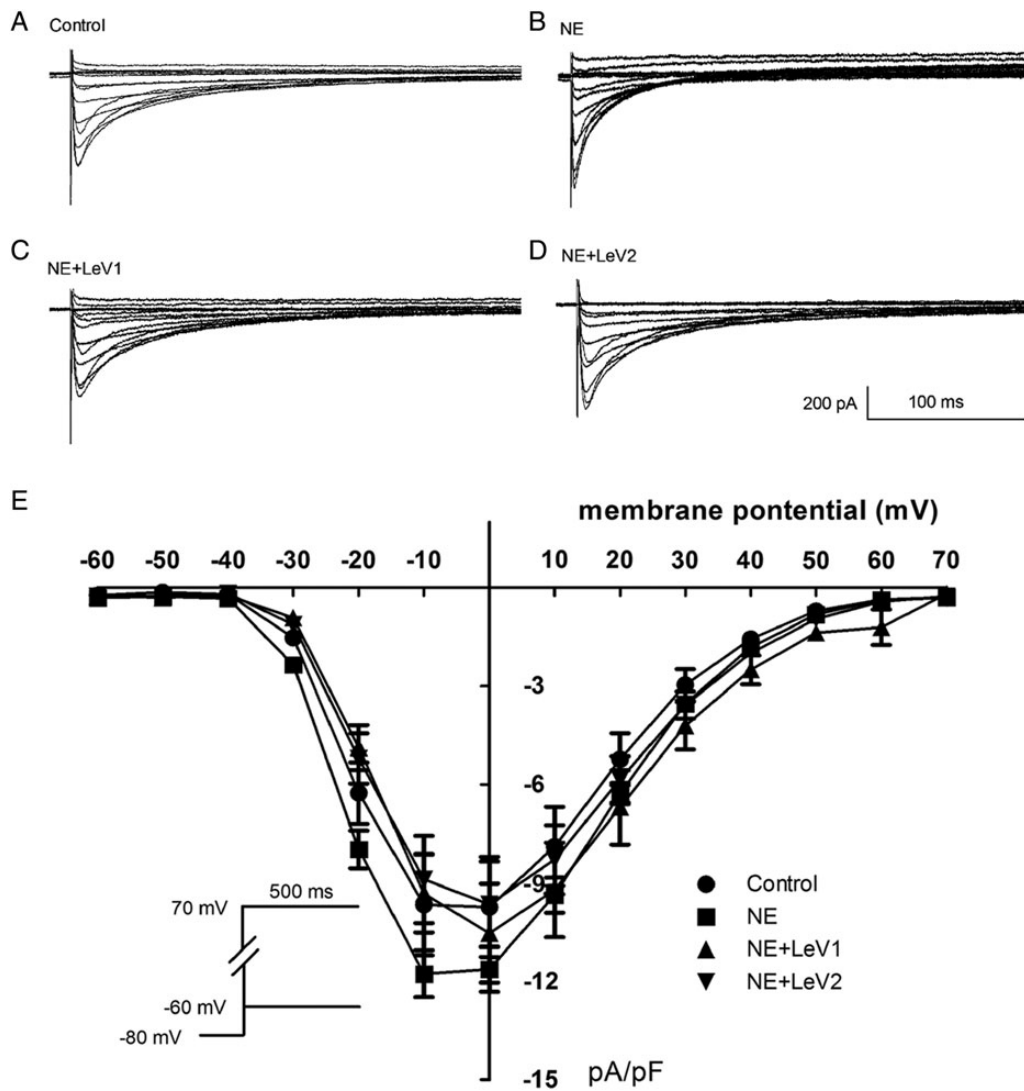 A Control
B NE
C NE+LeV1
D NE+LeV2
200 pA 100 ms
E
membrane pontential (mV)
-60 -50 -40 -30 -20 -10 10 20 30 40 50 60 70
-3
-6
-9
-12
-15
pA/pF
500 ms
70 mV
-60 mV
-80 mV
Control
NE
NE+LeV1
NE+LeV2